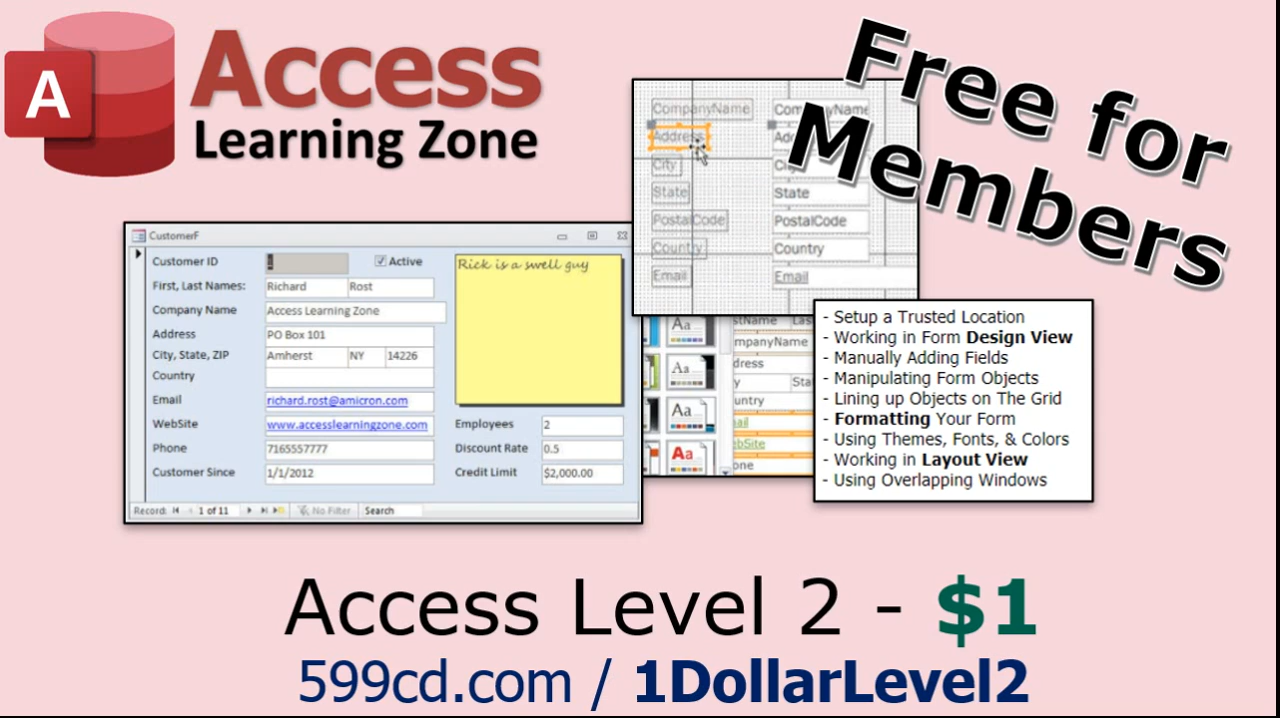 A
Access
Learning Zone
Free for
Members
CompanyName CompanyName
Address
City
State State
PostalCode PostalCode
Country Country
Email Email
CustomerF
Customer ID
Active
Rick is a swell guy
First, Last Names: Richard Rost
Company Name Access Learning Zone
Address PO Box 101
City, State, ZIP Amherst NY 14226
Country
Email richard.rost@amicron.com
WebSite www.accesslearningzone.com
Employees 2
Phone 7165557777
Discount Rate 0.5
Customer Since 1/1/2012
Credit Limit $2,000.00
Record: 1 of 11 No Filter Search
Aa
Aa
Aa
Aa
- Setup a Trusted Location
- Working in Form Design View
- Manually Adding Fields
- Manipulating Form Objects
- Lining up Objects on The Grid
- Formatting Your Form
- Using Themes, Fonts, & Colors
- Working in Layout View
- Using Overlapping Windows
Access Level 2 - $1
599cd.com / 1DollarLevel2